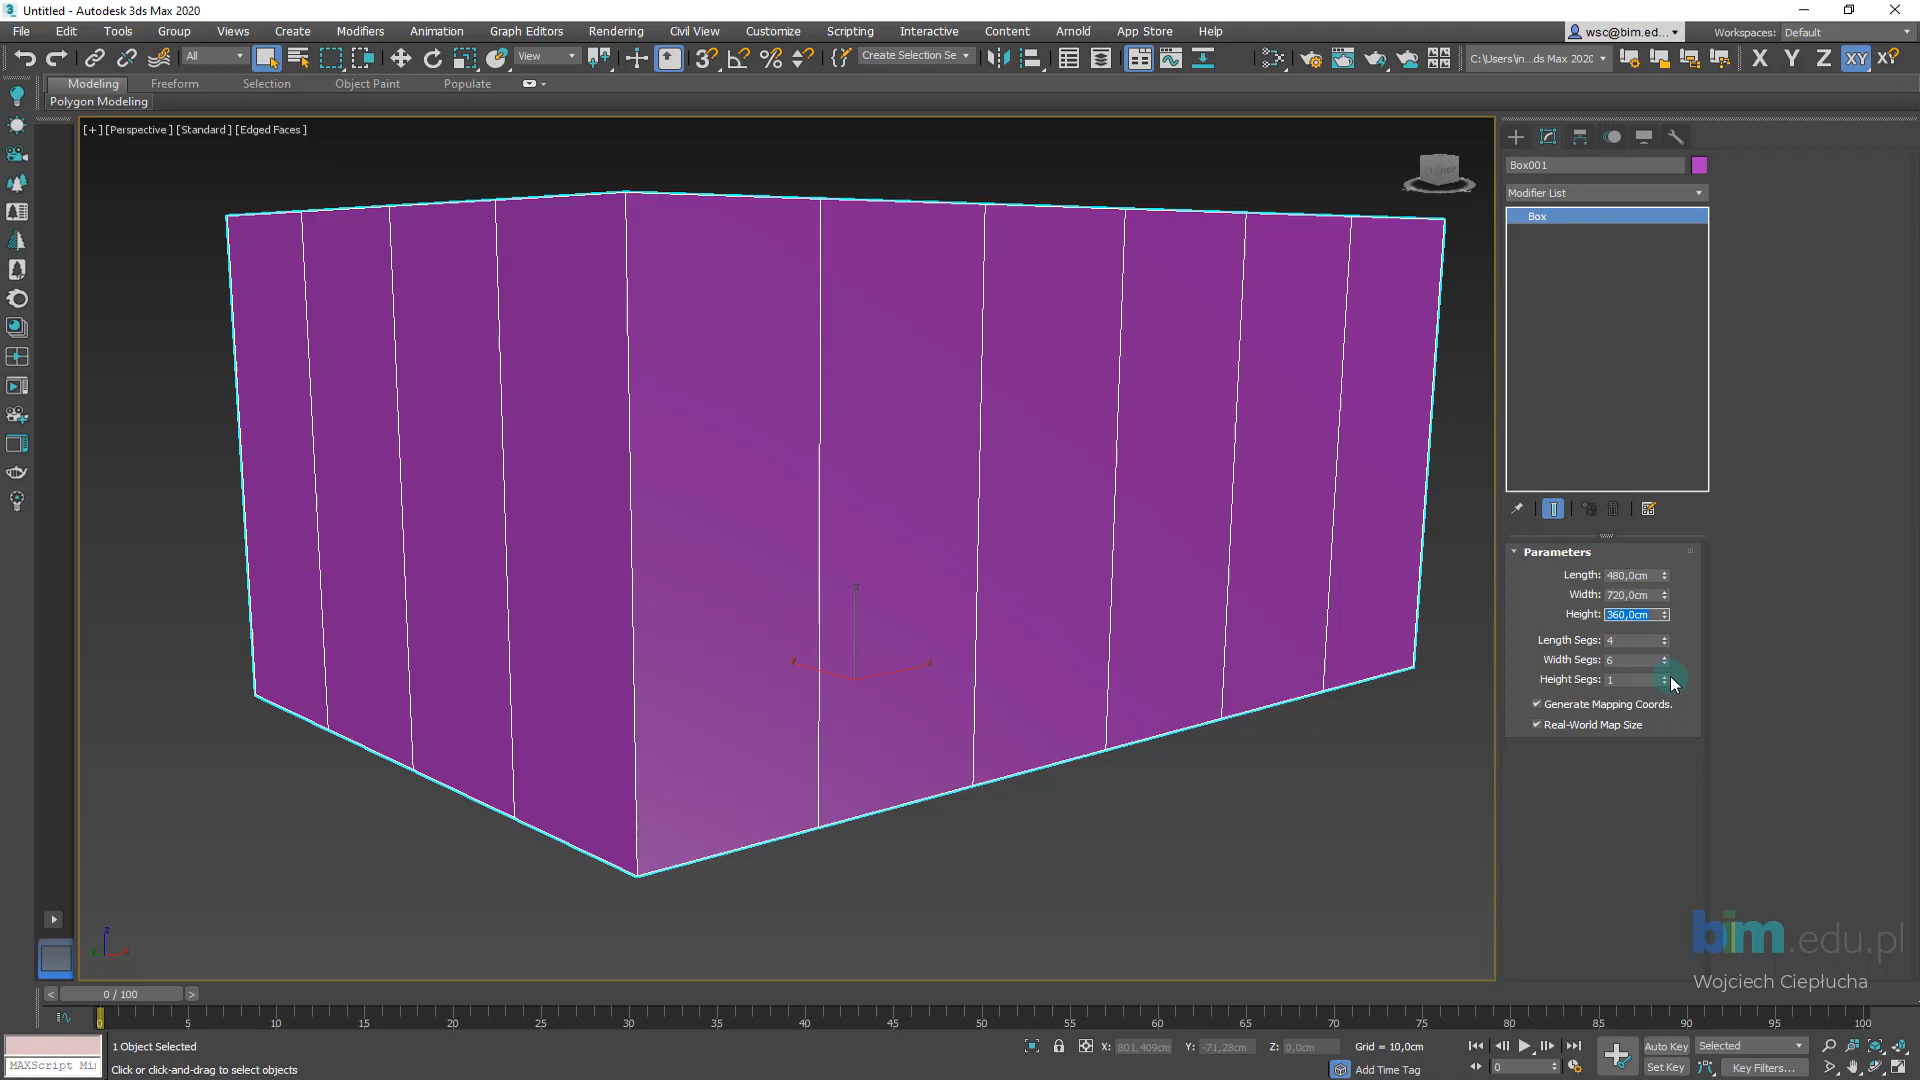 Untitled - Autodesk 3ds Max 2020
File Edit Tools Group Views Create Modifiers Animation Graph Editors Rendering Civil View Customize Scripting Interactive Content Arnold App Store Help
wsc@bim.ed... Workspaces: Default
All View Create Selection Se C:\Users\in...ds Max 2020 X Y Z XY
Modeling Freeform Selection Object Paint Populate
Polygon Modeling
[+] [Perspective] [Standard] [Edged Faces]
Box001
Modifier List
Box
Parameters
Length: 480,0cm
Width: 720,0cm
Height: 360,0cm
Length Segs: 4
Width Segs: 6
Height Segs: 1
Generate Mapping Coords.
Real-World Map Size
bim.edu.pl
Wojciech Ciepłucha
0 / 100
0 5 10 15 20 25 30 35 40 45 50 55 60 65 70 75 80 85 90 95 100
1 Object Selected X: 801,409cm Y: -71,28cm Z: 0,0cm Grid = 10,0cm Auto Key Selected
MAXScript Mi Click or click-and-drag to select objects Add Time Tag 0 Set Key Key Filters...